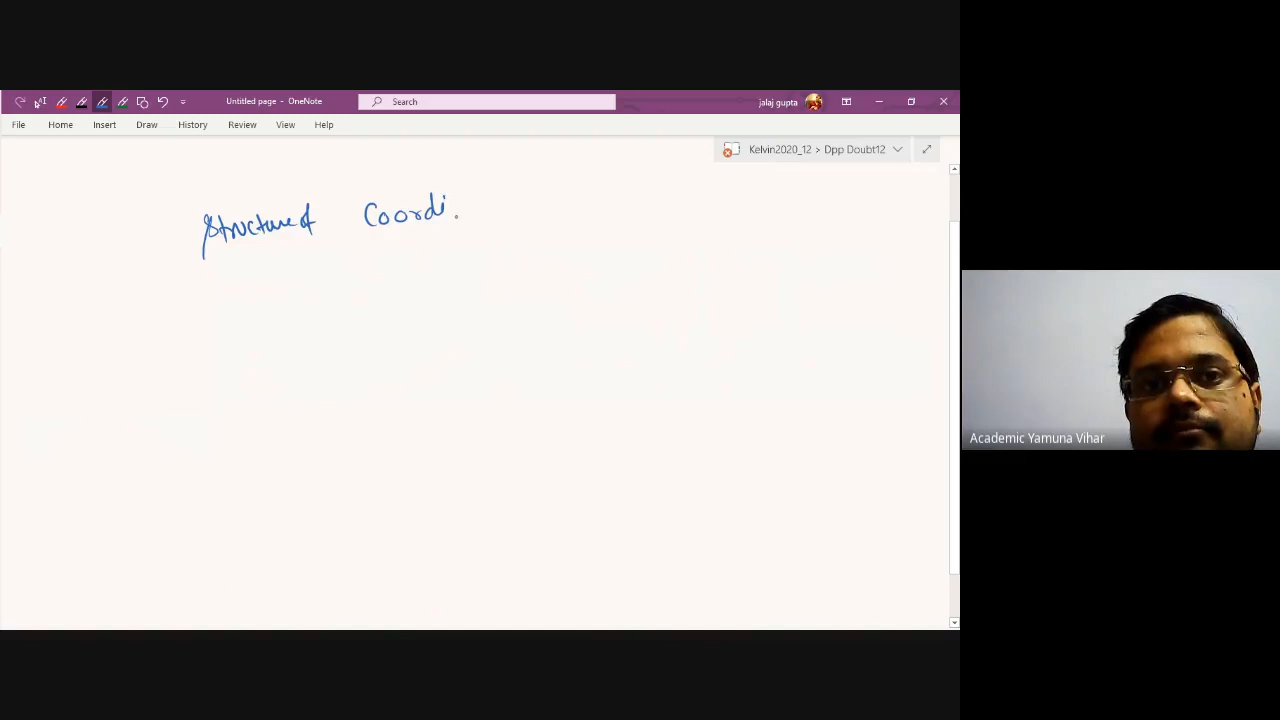 Untitled page - OneNote
Search
jalaj gupta
File Home Insert Draw History Review View Help
Kelvin2020_12 > Dpp Doubt12
Structure of Coordi
Academic Yamuna Vihar